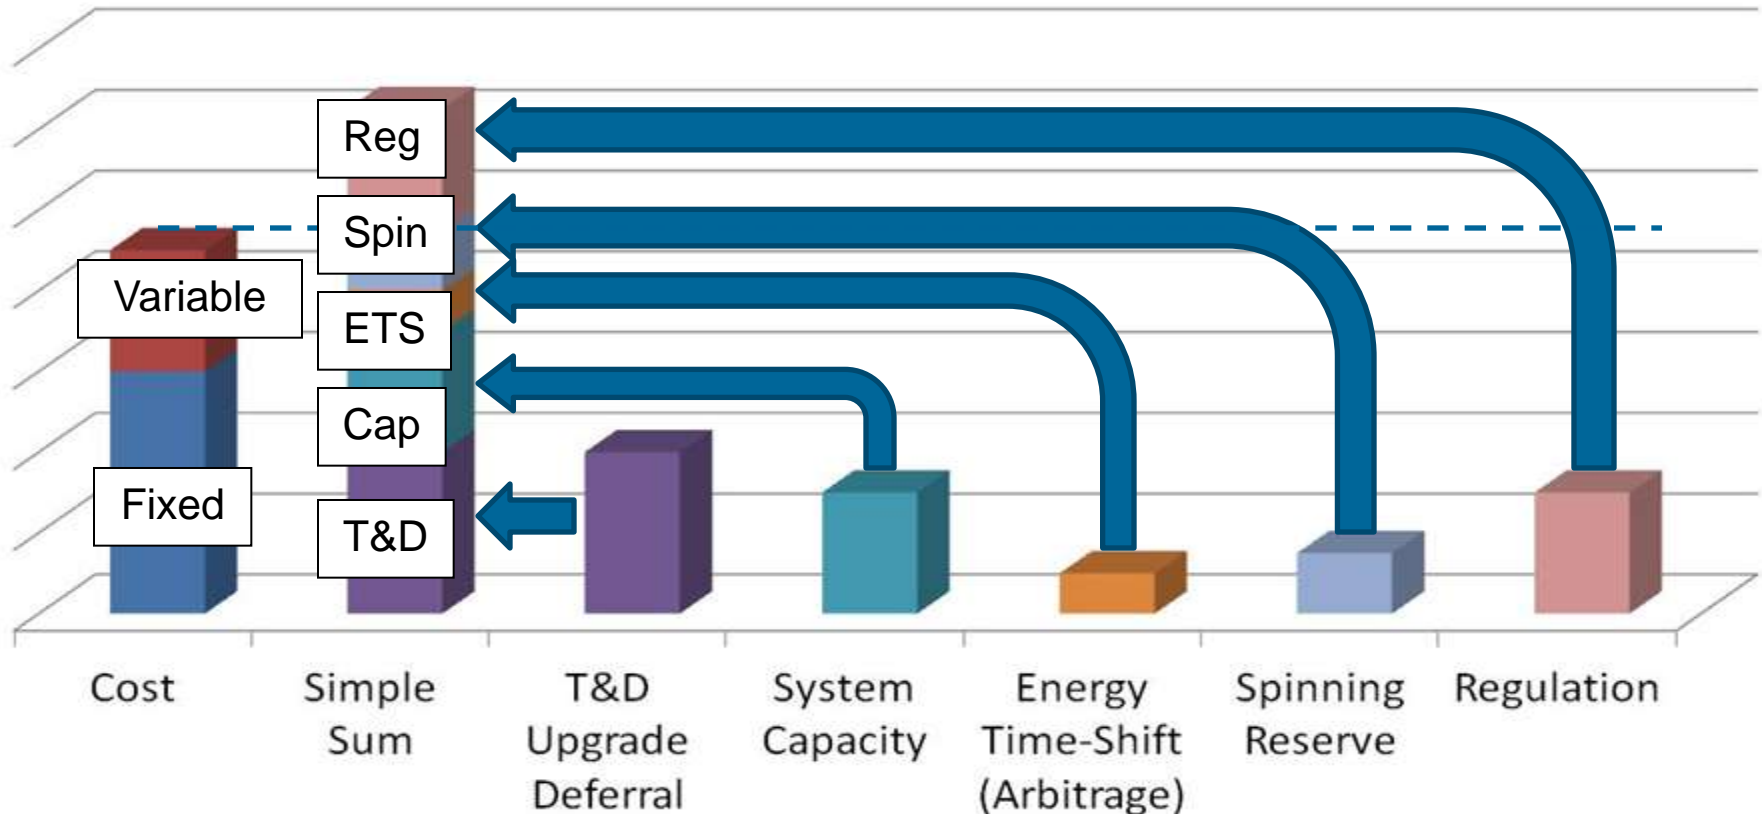 Reg
Spin
Variable
ETS
Cap
Fixed
T&D
Cost
Simple
Sum
T&D
Upgrade
Deferral
System
Capacity
Energy
Time-Shift
(Arbitrage)
Spinning
Reserve
Regulation